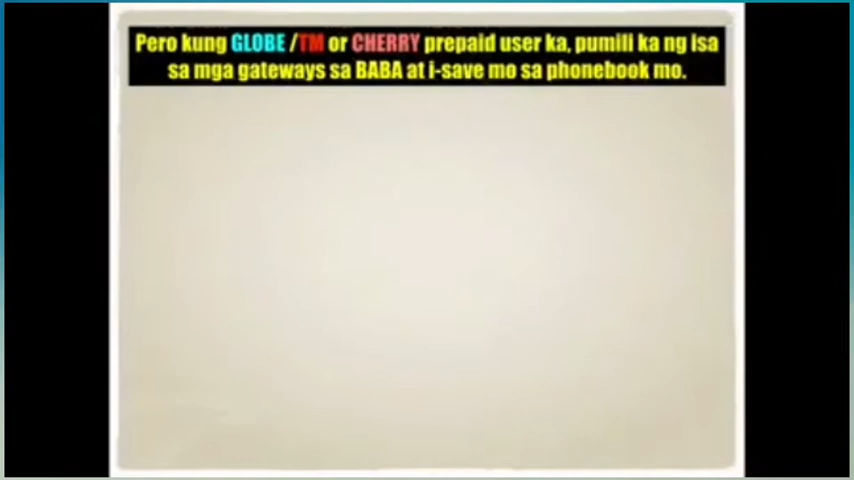 Pero kung GLOBE /TM or CHERRY prepaid user ka, pumili ka ng isa
sa mga gateways sa BABA at i-save mo sa phonebook mo.